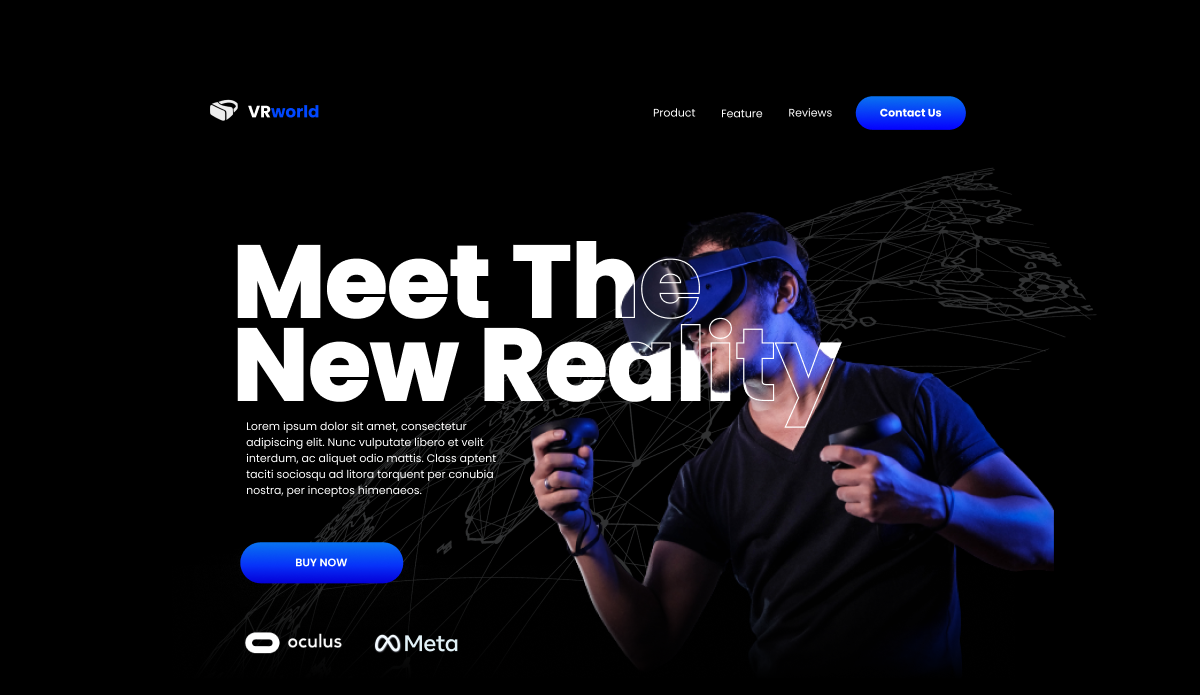 VRworld
Product Feature Reviews Contact Us
Meet The
New Reality
Lorem ipsum dolor sit amet, consectetur
adipiscing elit. Nunc vulputate libero et velit
interdum, ac aliquet odio mattis. Class aptent
taciti sociosqu ad litora torquent per conubia
nostra, per inceptos himenaeos.
BUY NOW
oculus Meta